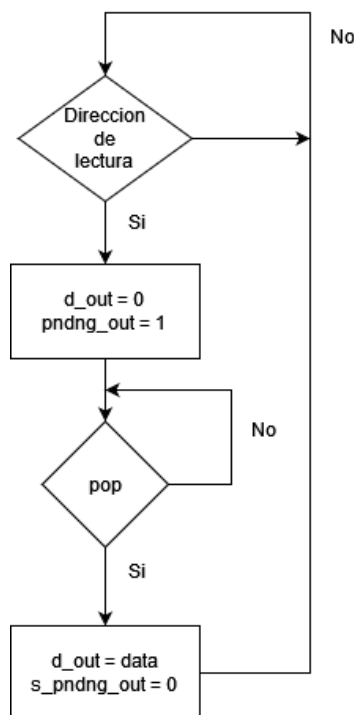 No
Direccion
de
lectura
Si
d_out = 0
pndng_out = 1
No
pop
Si
d_out = data
s_pndng_out = 0